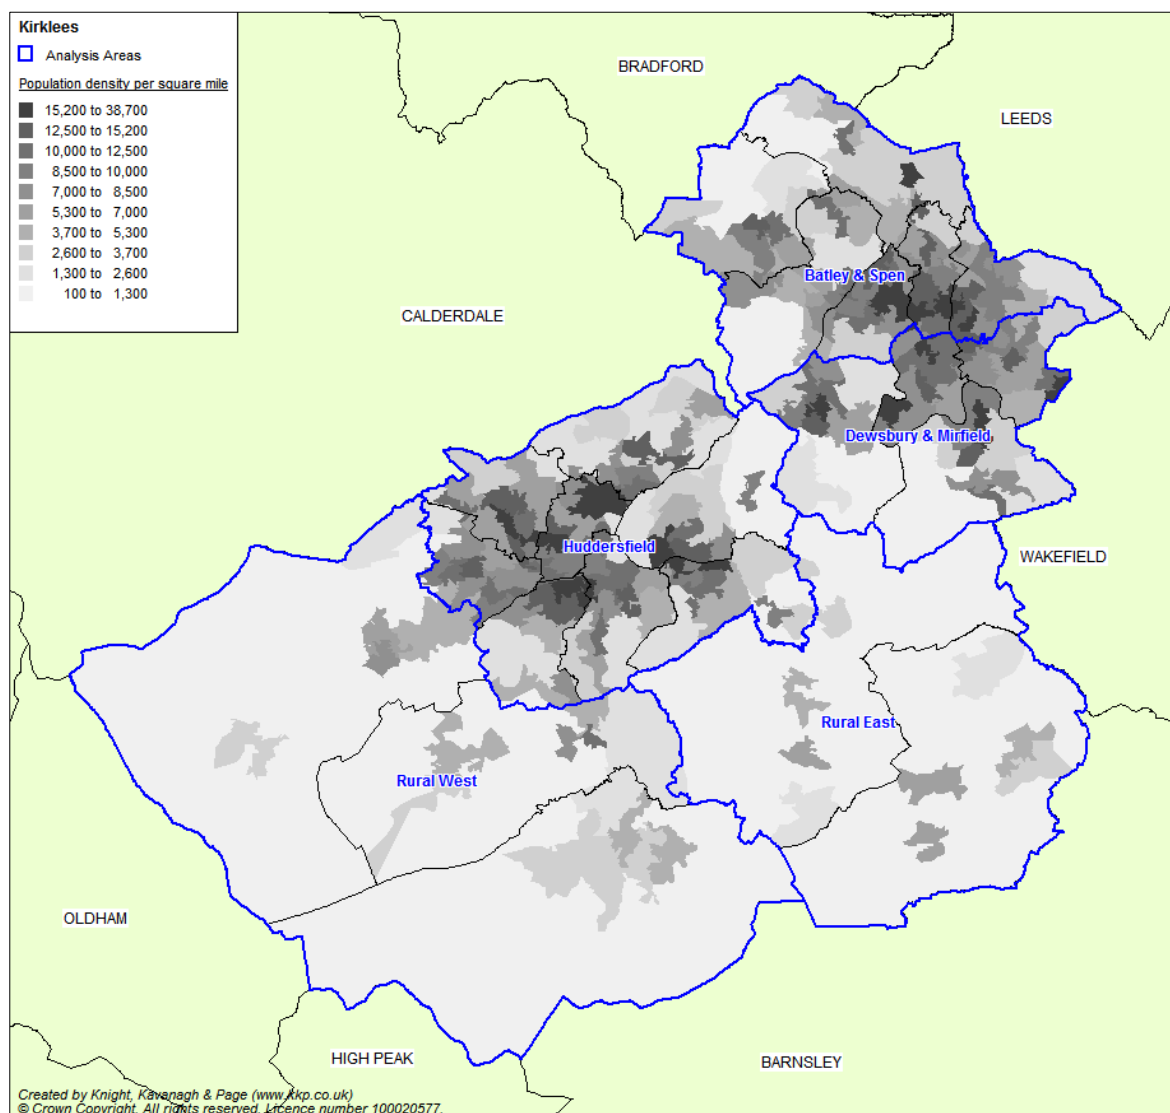 Kirklees
Analysis Areas
Population density per square mile
15,200 to 38,700
12,500 to 15,200
10,000 to 12,500
8,500 to 10,000
7,000 to 8,500
5,300 to 7,000
3,700 to 5,300
2,600 to 3,700
1,300 to 2,600
100 to 1,300
BRADFORD
LEEDS
Batley & Spen
CALDERDALE
Dewsbury & Mirfield
Huddersfield
WAKEFIELD
Rural East
Rural West
OLDHAM
HIGH PEAK
BARNSLEY
Created by Knight, Kavanagh & Page (www.kkp.co.uk)
© Crown Copyright. All rights reserved. Licence number 100020577.